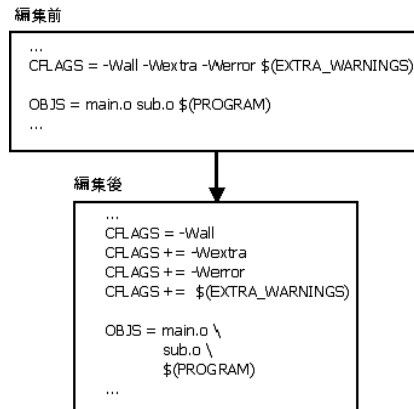 編集前
...
CFLAGS = -Wall -Wextra -Werror $(EXTRA_WARNINGS)
OBJS = main.o sub.o $(PROGRAM)
...
編集後
...
CFLAGS = -Wall
CFLAGS += -Wextra
CFLAGS += -Werror
CFLAGS += $(EXTRA_WARNINGS)
OBJS = main.o \
sub.o \
$(PROGRAM)
...